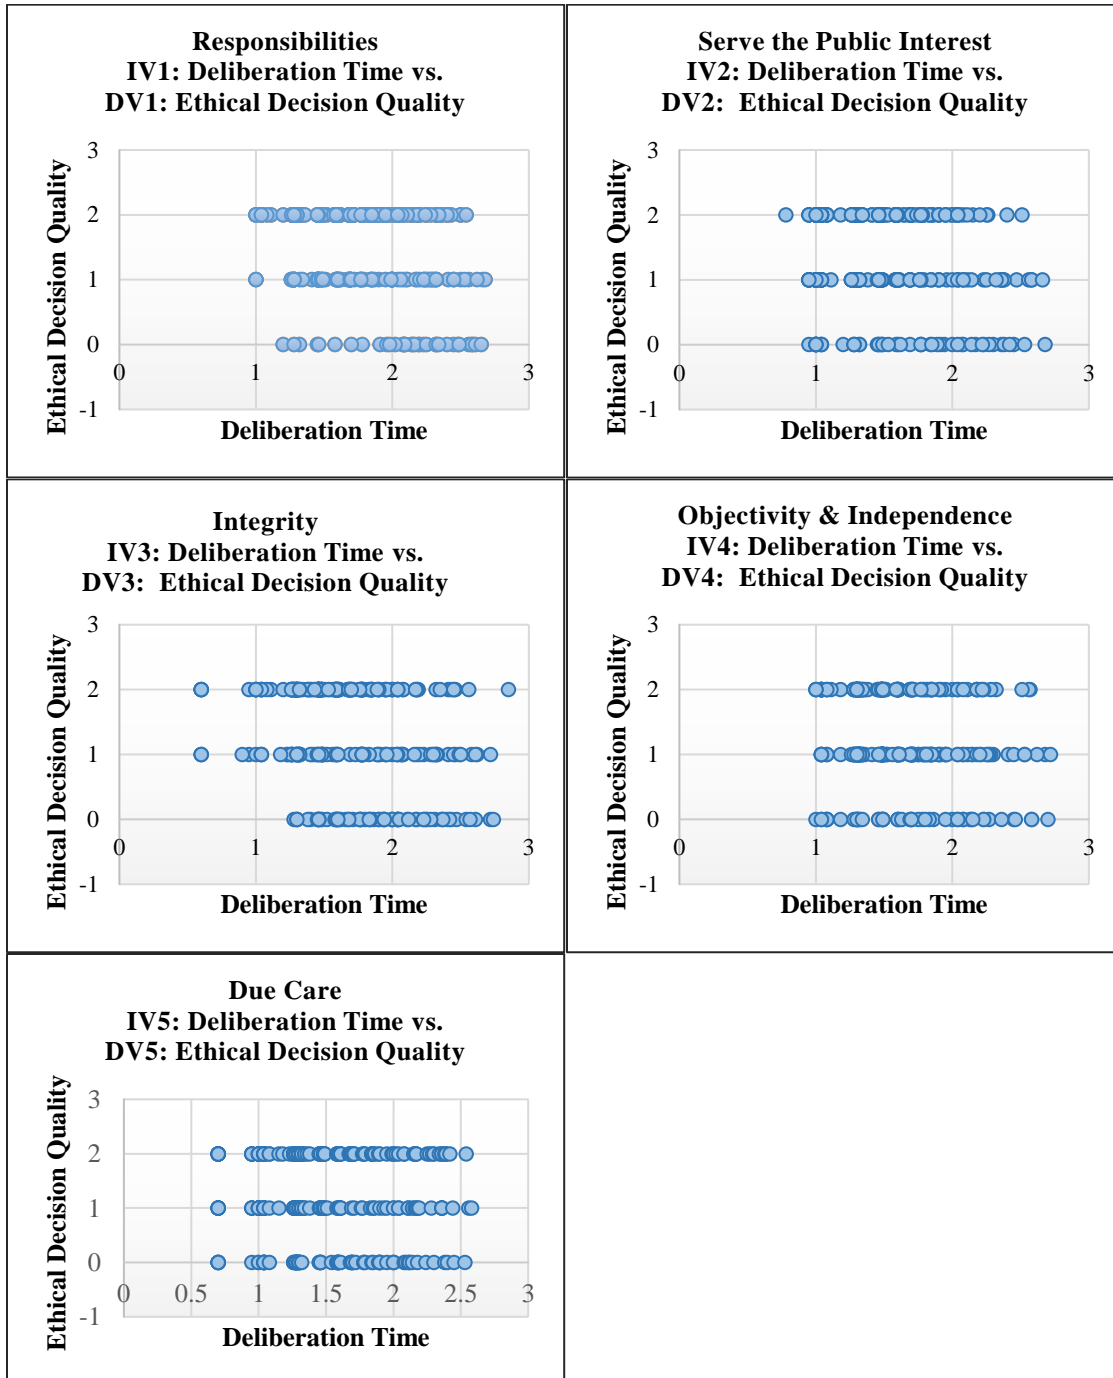 Responsibilities
IV1: Deliberation Time vs.
DV1: Ethical Decision Quality
Ethical Decision Quality
3
2
1
0
-1
0 1 2 3
Deliberation Time
Serve the Public Interest
IV2: Deliberation Time vs.
DV2: Ethical Decision Quality
Ethical Decision Quality
3
2
1
0
-1
0 1 2 3
Deliberation Time
Integrity
IV3: Deliberation Time vs.
DV3: Ethical Decision Quality
Ethical Decision Quality
3
2
1
0
-1
0 1 2 3
Deliberation Time
Objectivity & Independence
IV4: Deliberation Time vs.
DV4: Ethical Decision Quality
Ethical Decision Quality
3
2
1
0
-1
0 1 2 3
Deliberation Time
Due Care
IV5: Deliberation Time vs.
DV5: Ethical Decision Quality
Ethical Decision Quality
3
2
1
0
-1
0 0.5 1 1.5 2 2.5 3
Deliberation Time